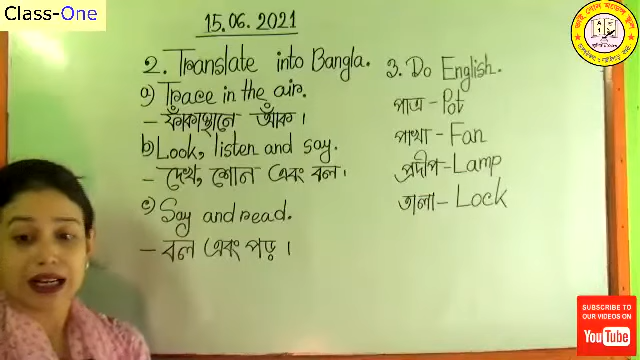 Class-One
15.06.2021
2. Translate into Bangla.
a) Trace in the air.
– ফাঁকাস্থানে আঁক।
b) Look, listen and say.
– দেখ, শোন এবং বল।
c) Say and read.
– বল এবং পড়।
3. Do English.
পাত্র – Pot
পাখা – Fan
প্রদীপ – Lamp
তালা – Lock
SUBSCRIBE TO
OUR VIDEOS ON
YouTube